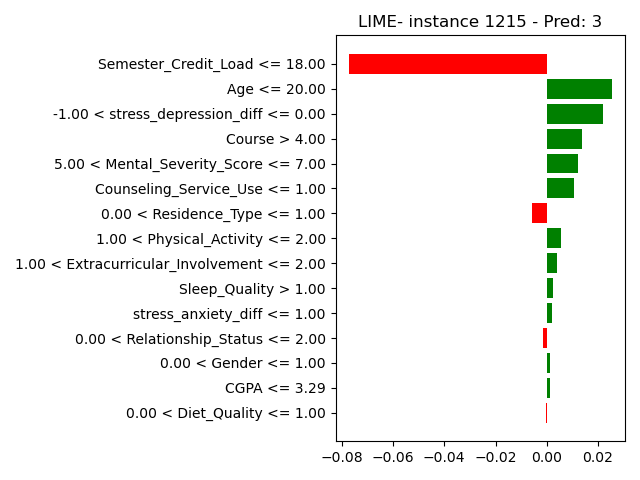 LIME- instance 1215 - Pred: 3
Semester_Credit_Load <= 18.00
Age <= 20.00
-1.00 < stress_depression_diff <= 0.00
Course > 4.00
5.00 < Mental_Severity_Score <= 7.00
Counseling_Service_Use <= 1.00
0.00 < Residence_Type <= 1.00
1.00 < Physical_Activity <= 2.00
1.00 < Extracurricular_Involvement <= 2.00
Sleep_Quality > 1.00
stress_anxiety_diff <= 1.00
0.00 < Relationship_Status <= 2.00
0.00 < Gender <= 1.00
CGPA <= 3.29
0.00 < Diet_Quality <= 1.00
−0.08 −0.06 −0.04 −0.02 0.00 0.02